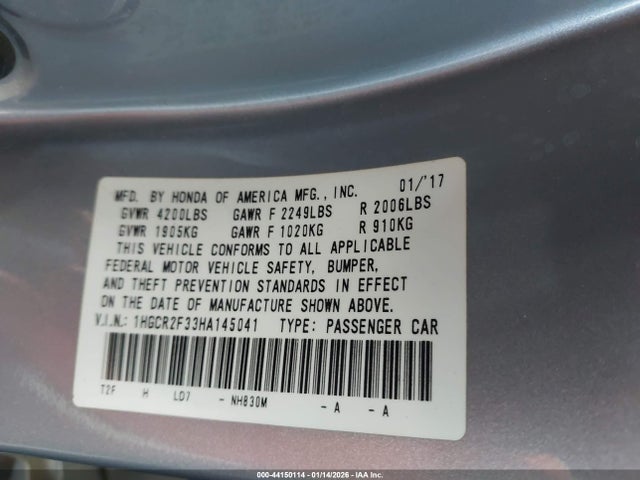 MFD. BY HONDA OF AMERICA MFG., INC. 01/'17
GVWR 4200LBS GAWR F 2249LBS R 2006LBS
GVWR 1905KG GAWR F 1020KG R 910KG
THIS VEHICLE CONFORMS TO ALL APPLICABLE
FEDERAL MOTOR VEHICLE SAFETY, BUMPER,
AND THEFT PREVENTION STANDARDS IN EFFECT
ON THE DATE OF MANUFACTURE SHOWN ABOVE.
V.I.N.: 1HGCR2F33HA145041 TYPE: PASSENGER CAR
T2F H LD7 - NH830M - A - A
000-44150114 - 01/14/2026 - IAA Inc.